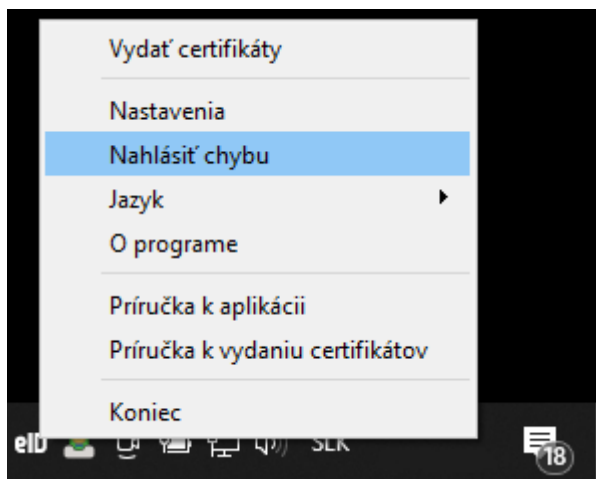 Vydať certifikáty
Nastavenia
Nahlásiť chybu
Jazyk
O programe
Príručka k aplikácii
Príručka k vydaniu certifikátov
Koniec
eID SLK 18